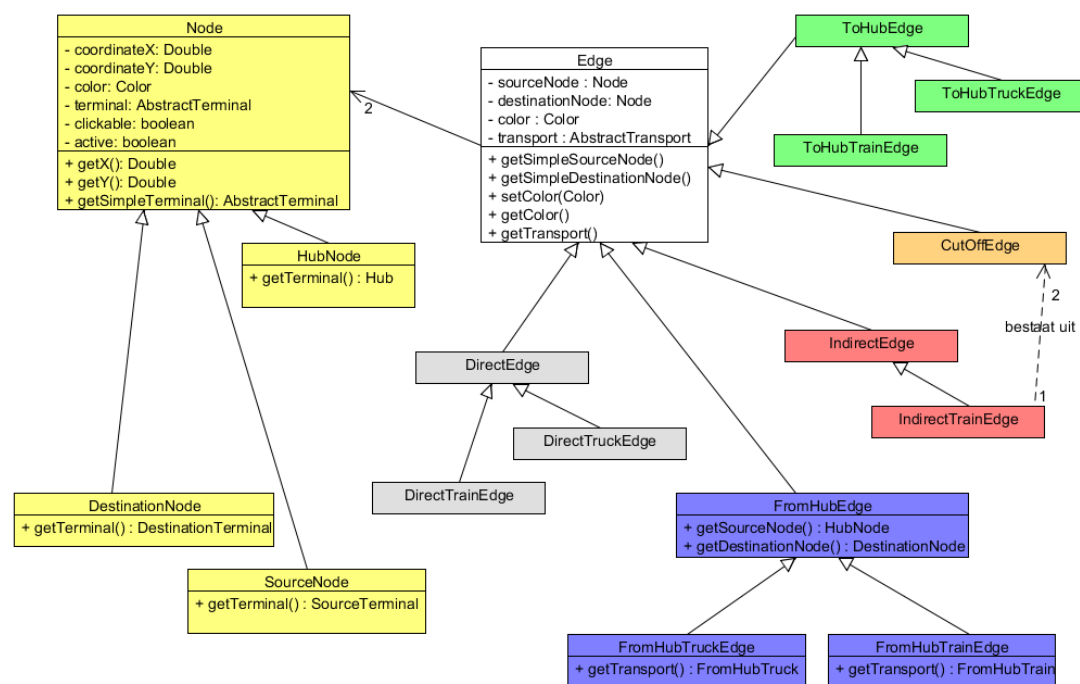 Node
- coordinateX: Double
- coordinateY: Double
- color: Color
- terminal: AbstractTerminal
- clickable: boolean
- active: boolean
+ getX(): Double
+ getY(): Double
+ getSimpleTerminal(): AbstractTerminal
2
Edge
- sourceNode : Node
- destinationNode: Node
- color : Color
- transport : AbstractTransport
+ getSimpleSourceNode()
+ getSimpleDestinationNode()
+ setColor(Color)
+ getColor()
+ getTransport()
ToHubEdge
ToHubTruckEdge
ToHubTrainEdge
HubNode
+ getTerminal() : Hub
CutOffEdge
2
bestaat uit
1
IndirectEdge
IndirectTrainEdge
DirectEdge
DirectTruckEdge
DirectTrainEdge
DestinationNode
+ getTerminal() : DestinationTerminal
FromHubEdge
+ getSourceNode() : HubNode
+ getDestinationNode() : DestinationNode
SourceNode
+ getTerminal() : SourceTerminal
FromHubTruckEdge
+ getTransport() : FromHubTruck
FromHubTrainEdge
+ getTransport() : FromHubTrain